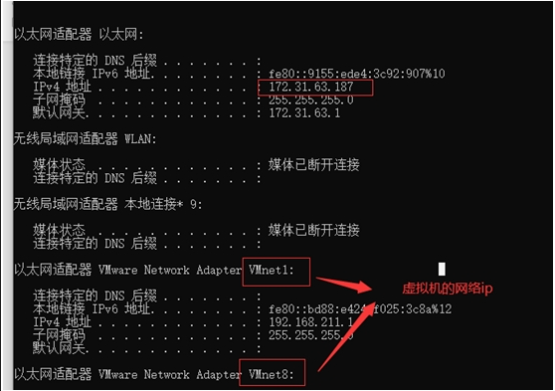 以太网适配器 以太网:
连接特定的 DNS 后缀 . . . . . . . :
本地链接 IPv6 地址. . . . . . . . : fe80::9155:ede4:3c92:907%10
IPv4 地址 . . . . . . . . . . . . : 172.31.63.187
子网掩码 . . . . . . . . . . . . : 255.255.255.0
默认网关. . . . . . . . . . . . . : 172.31.63.1
无线局域网适配器 WLAN:
媒体状态 . . . . . . . . . . . . : 媒体已断开连接
连接特定的 DNS 后缀 . . . . . . . :
无线局域网适配器 本地连接* 9:
媒体状态 . . . . . . . . . . . . : 媒体已断开连接
连接特定的 DNS 后缀 . . . . . . . :
以太网适配器 VMware Network Adapter VMnet1:
虚拟机的网络ip
连接特定的 DNS 后缀 . . . . . . . :
本地链接 IPv6 地址. . . . . . . . : fe80::bd88:e424: f025:3c8a%12
IPv4 地址 . . . . . . . . . . . . : 192.168.211.1
子网掩码 . . . . . . . . . . . . : 255.255.255.0
默认网关. . . . . . . . . . . . . :
以太网适配器 VMware Network Adapter VMnet8: